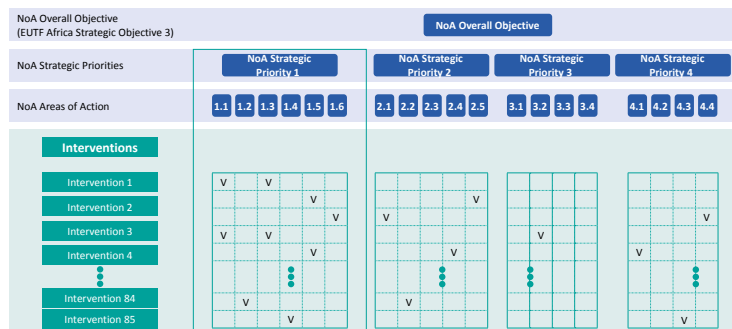 NoA Overall Objective
(EUTF Africa Strategic Objective 3)
NoA Overall Objective
NoA Strategic Priorities
NoA Strategic
Priority 1
NoA Strategic
Priority 2
NoA Strategic
Priority 3
NoA Strategic
Priority 4
NoA Areas of Action
1.1 1.2 1.3 1.4 1.5 1.6 2.1 2.2 2.3 2.4 2.5 3.1 3.2 3.3 3.4 4.1 4.2 4.3 4.4
Interventions
Intervention 1
V V
V V
Intervention 2
V V V
Intervention 3
V V V
Intervention 4
V V V
Intervention 84
V V
Intervention 85
V V